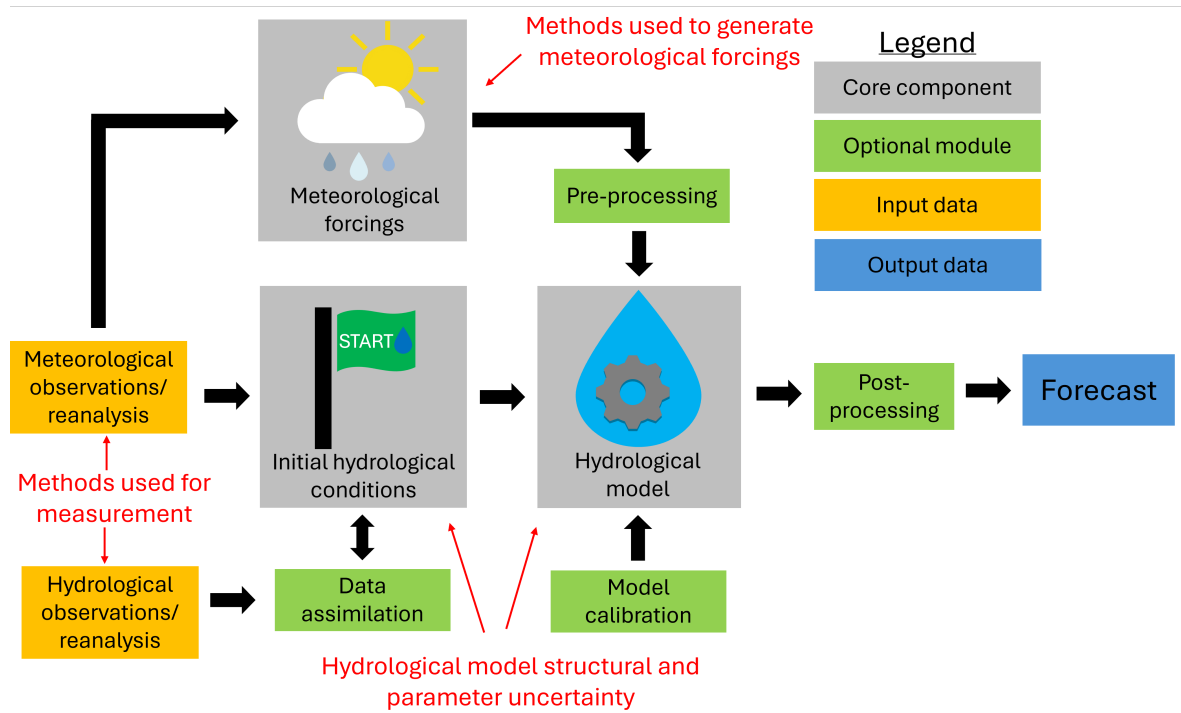 Methods used to generate
meteorological forcings
Legend
Core component
Optional module
Input data
Output data
Meteorological
forcings
Pre-processing
Meteorological
observations/
reanalysis
START
Initial hydrological
conditions
Hydrological
model
Post-
processing
Forecast
Methods used for
measurement
Hydrological
observations/
reanalysis
Data
assimilation
Model
calibration
Hydrological model structural and
parameter uncertainty